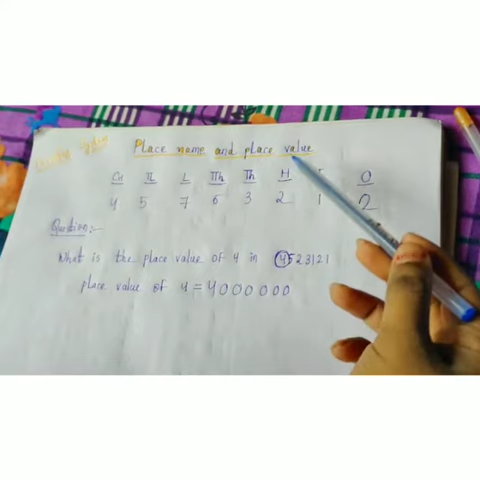 Place name and place value
Cr TL L TTh Th H O
4 5 7 6 3 2 1 2
Question:-
What is the place value of 4 in 4523121
place value of 4 = 4000000